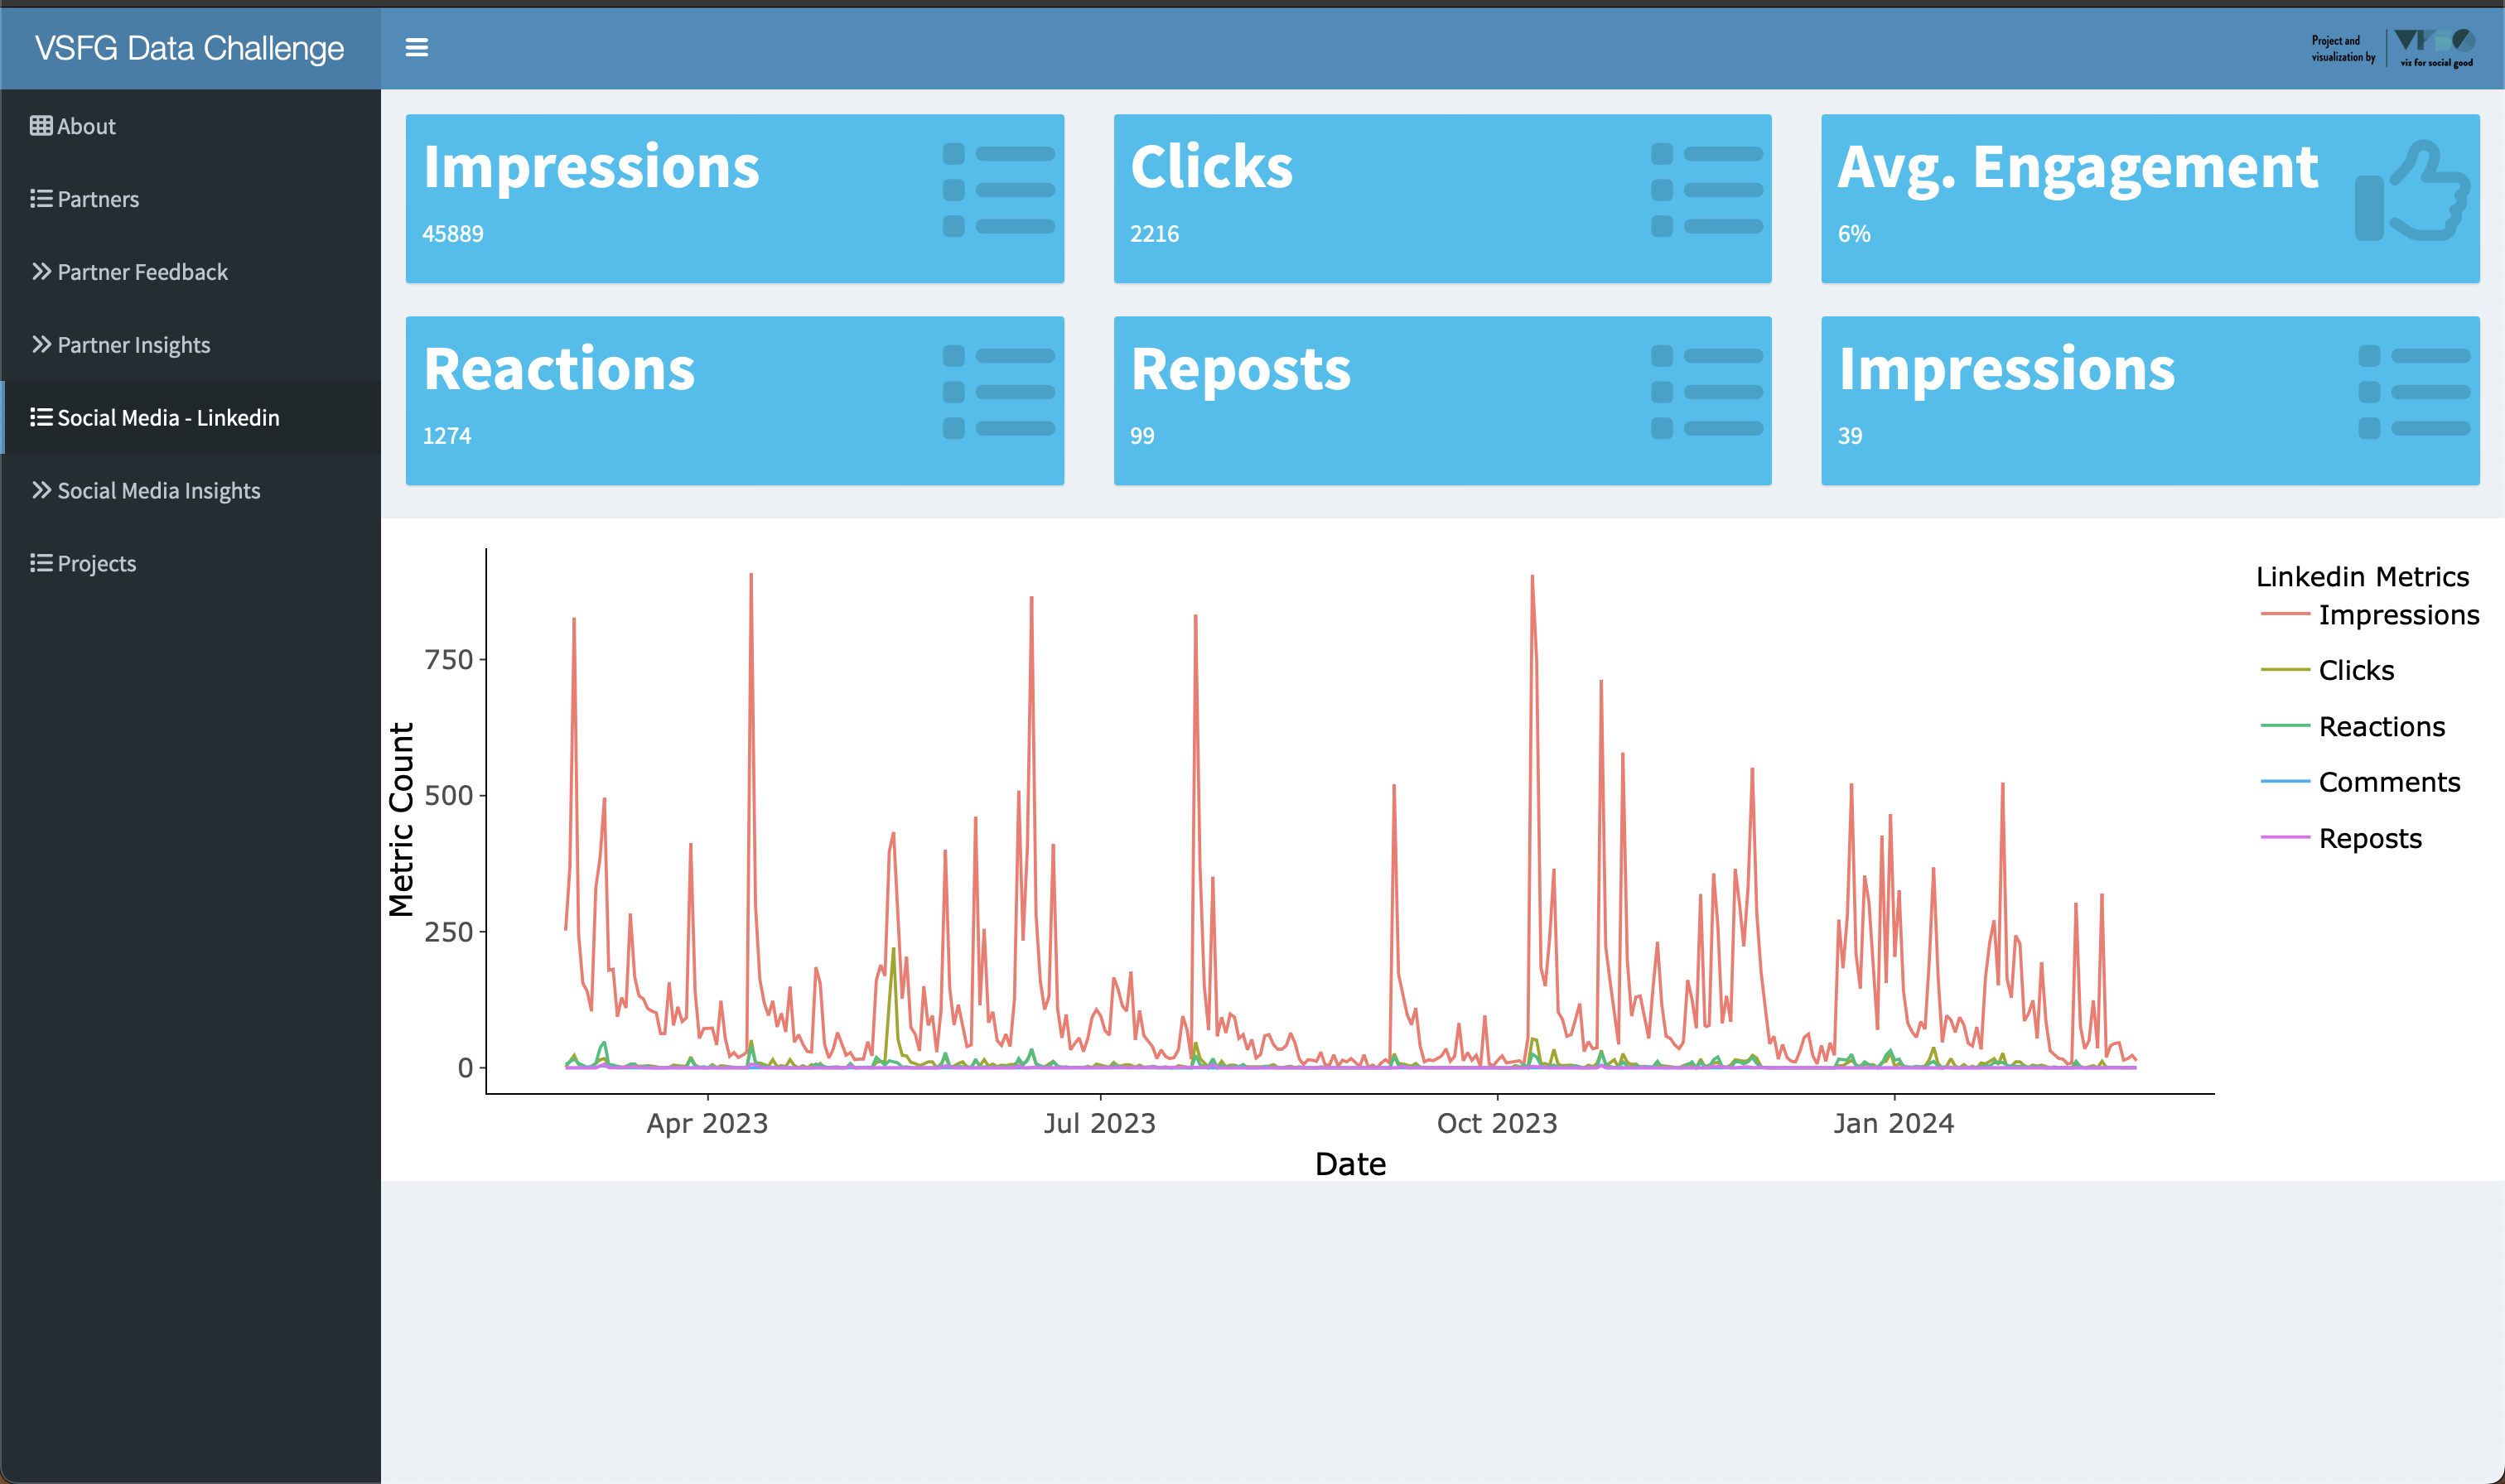 VSFG Data Challenge
Project and
visualization by
viz for social good
About
Partners
Partner Feedback
Partner Insights
Social Media - Linkedin
Social Media Insights
Projects
Impressions
45889
Clicks
2216
Avg. Engagement
6%
Reactions
1274
Reposts
99
Impressions
39
Metric Count
750
500
250
0
Apr 2023
Jul 2023
Oct 2023
Jan 2024
Date
Linkedin Metrics
Impressions
Clicks
Reactions
Comments
Reposts